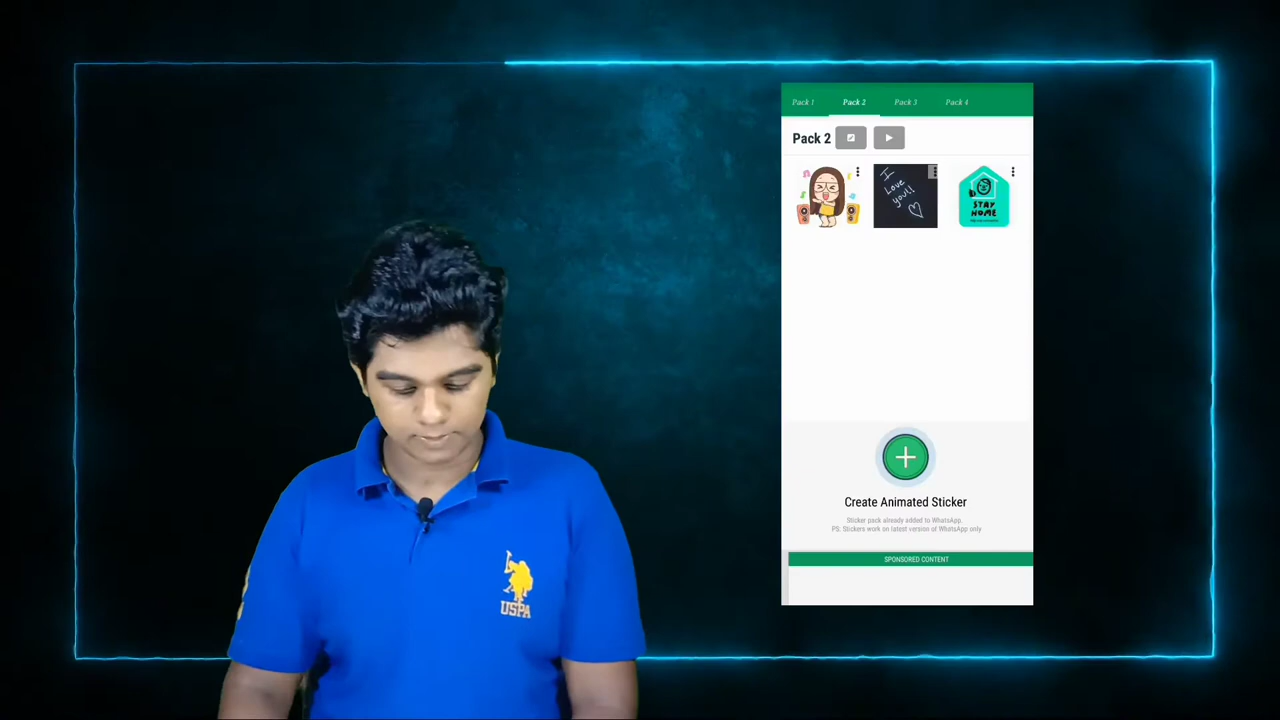 Pack 1 Pack 2 Pack 3 Pack 4
Pack 2
I
Love
you!!
STAY
HOME
Create Animated Sticker
Sticker pack already added to WhatsApp.
PS: Stickers work on latest version of WhatsApp only
SPONSORED CONTENT
USPA